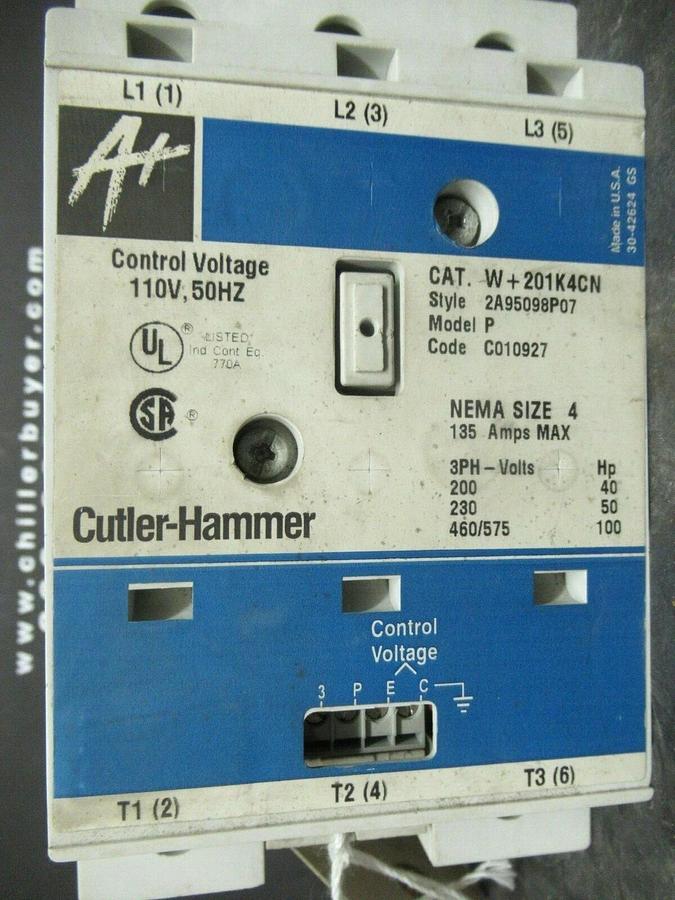 L1 (1)
L2 (3)
L3 (5)
A+
Made in U.S.A.
30-42624 GS
Control Voltage
110V, 50HZ
UL ®
LISTED
Ind Cont Eq.
770A
SA ®
CAT. W+201K4CN
Style 2A95098P07
Model P
Code C010927
NEMA SIZE 4
135 Amps MAX
3PH-Volts Hp
200 40
230 50
460/575 100
Cutler-Hammer
Control
Voltage
3 P E C
T1 (2)
T2 (4)
T3 (6)
www.chillerbuyer.com